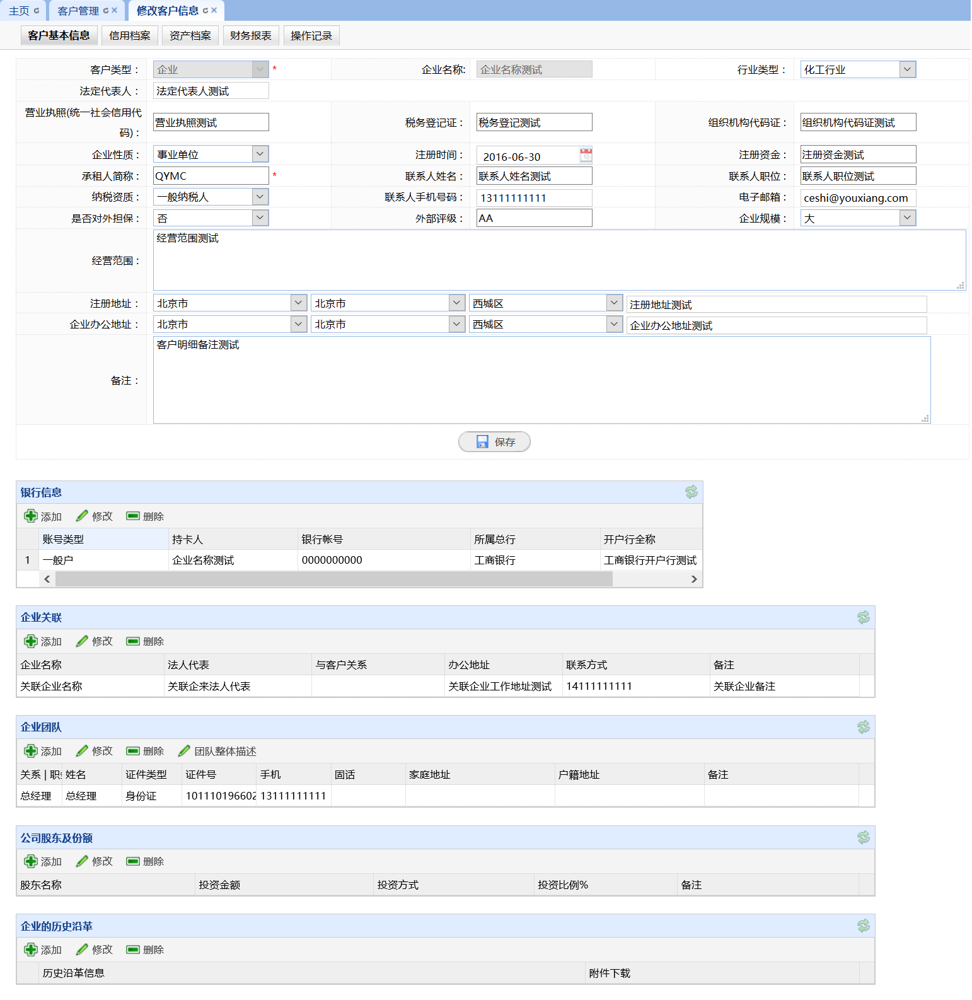 主页 客户管理 修改客户信息
客户基本信息 信用档案 资产档案 财务报表 操作记录
客户类型： 企业 * 企业名称: 企业名称测试 行业类型： 化工行业
法定代表人： 法定代表人测试
营业执照(统一社会信用代
码)： 营业执照测试 税务登记证： 税务登记测试 组织机构代码证： 组织机构代码证测试
企业性质： 事业单位 注册时间： 2016-06-30 注册资金： 注册资金测试
承租人简称： QYMC * 联系人姓名： 联系人姓名测试 联系人职位： 联系人职位测试
纳税资质： 一般纳税人 联系人手机号码： 13111111111 电子邮箱： ceshi@youxiang.com
是否对外担保： 否 外部评级： AA 企业规模： 大
经营范围： 经营范围测试
注册地址： 北京市 北京市 西城区 注册地址测试
企业办公地址： 北京市 北京市 西城区 企业办公地址测试
备注： 客户明细备注测试
保存
银行信息
添加 修改 删除
账号类型 持卡人 银行帐号 所属总行 开户行全称
1 一般户 企业名称测试 0000000000 工商银行 工商银行开户行测试
企业关联
添加 修改 删除
企业名称 法人代表 与客户关系 办公地址 联系方式 备注
关联企业名称 关联企来法人代表 关联企业工作地址测试 14111111111 关联企业备注
企业团队
添加 修改 删除 团队整体描述
关系 | 职 姓名 证件类型 证件号 手机 固话 家庭地址 户籍地址 备注
总经理 总经理 身份证 101110196602 13111111111
公司股东及份额
添加 修改 删除
股东名称 投资金额 投资方式 投资比例% 备注
企业的历史沿革
添加 修改 删除
历史沿革信息 附件下载